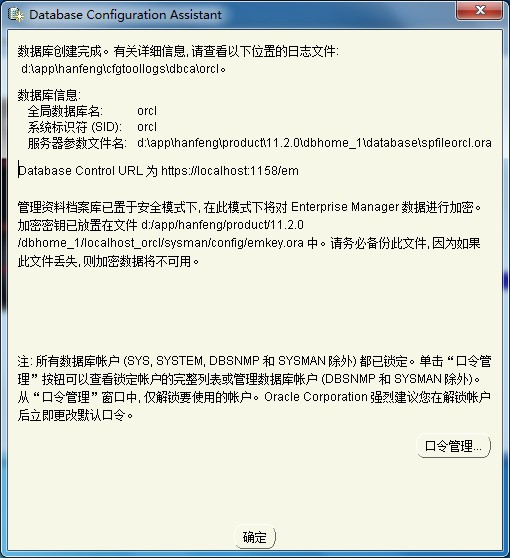 Database Configuration Assistant
数据库创建完成。有关详细信息, 请查看以下位置的日志文件:
d:\app\hanfeng\cfgtoollogs\dbca\orcl。
数据库信息:
全局数据库名: orcl
系统标识符 (SID): orcl
服务器参数文件名: d:\app\hanfeng\product\11.2.0\dbhome_1\database\spfileorcl.ora
Database Control URL 为 https://localhost:1158/em
管理资料档案库已置于安全模式下, 在此模式下将对 Enterprise Manager 数据进行加密。
加密密钥已放置在文件 d:/app/hanfeng/product/11.2.0
/dbhome_1/localhost_orcl/sysman/config/emkey.ora 中。请务必备份此文件, 因为如果
此文件丢失, 则加密数据将不可用。
注: 所有数据库帐户 (SYS, SYSTEM, DBSNMP 和 SYSMAN 除外) 都已锁定。单击“口令管
理”按钮可以查看锁定帐户的完整列表或管理数据库帐户 (DBSNMP 和 SYSMAN 除外)。
从“口令管理”窗口中, 仅解锁要使用的帐户。Oracle Corporation 强烈建议您在解锁帐户
后立即更改默认口令。
口令管理...
确定